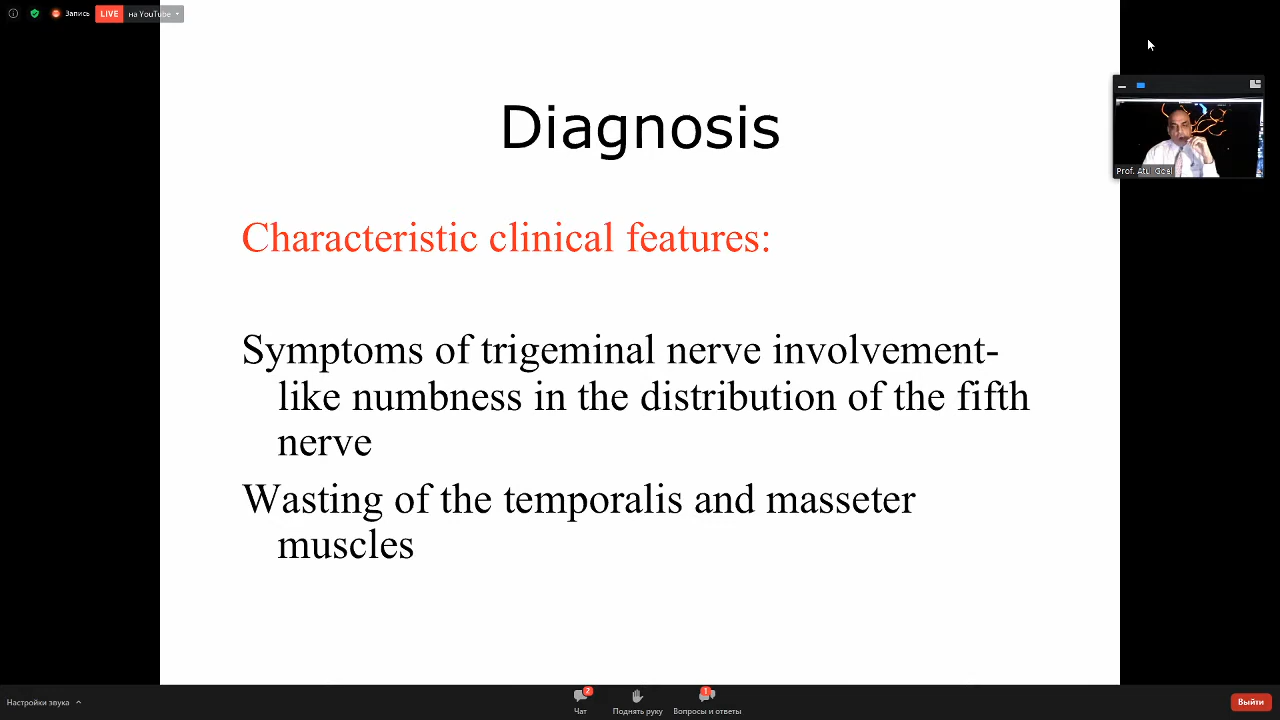 Запись
LIVE
на YouTube
Diagnosis
Prof. Atul Goel
Characteristic clinical features:
Symptoms of trigeminal nerve involvement-
like numbness in the distribution of the fifth
nerve
Wasting of the temporalis and masseter
muscles
Настройки звука
2
Чат
Поднять руку
1
Вопросы и ответы
Выйти